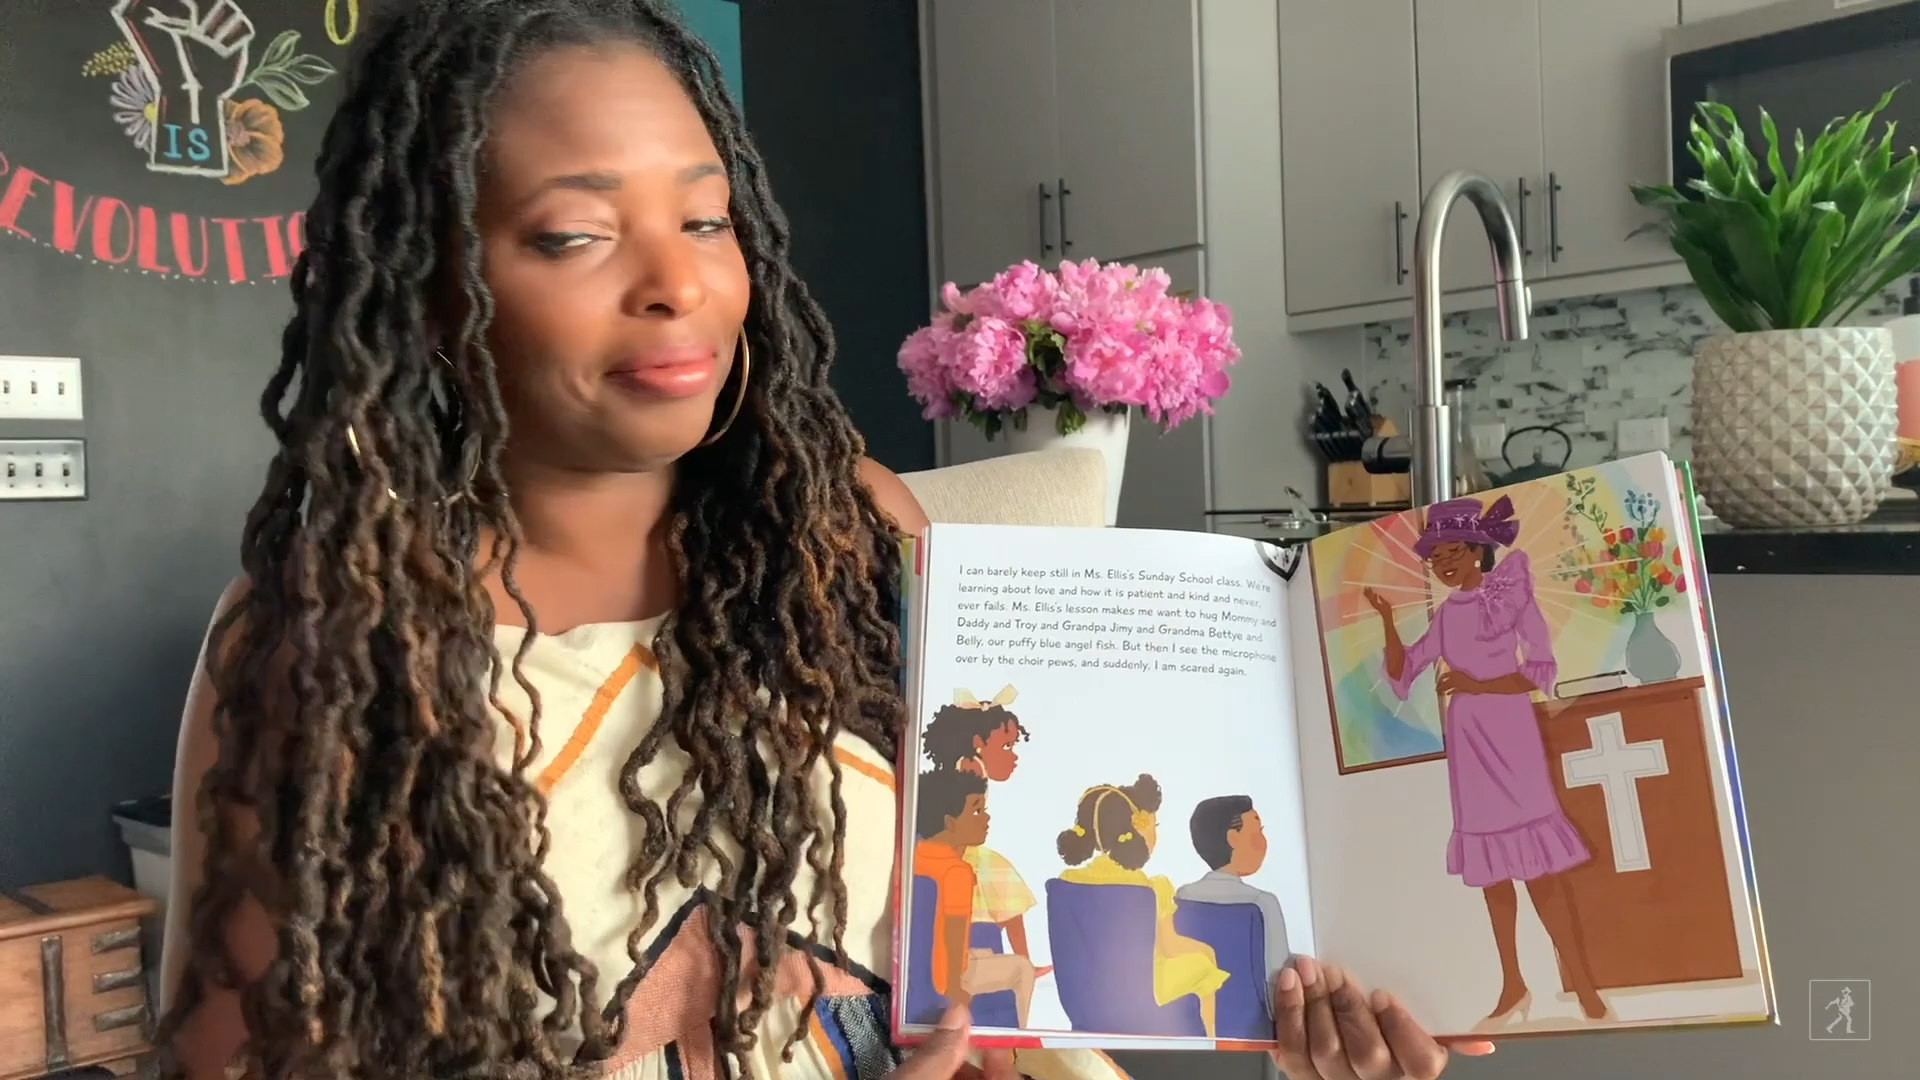 IS
REVOLUTIO
I can barely keep still in Ms. Ellis's Sunday School class. We're
learning about love and how it is patient and kind and never,
ever fails. Ms. Ellis's lesson makes me want to hug Mommy and
Daddy and Troy and Grandpa Jimy and Grandma Bettye and
Belly, our puffy blue angel fish. But then I see the microphone
over by the choir pews, and suddenly, I am scared again.